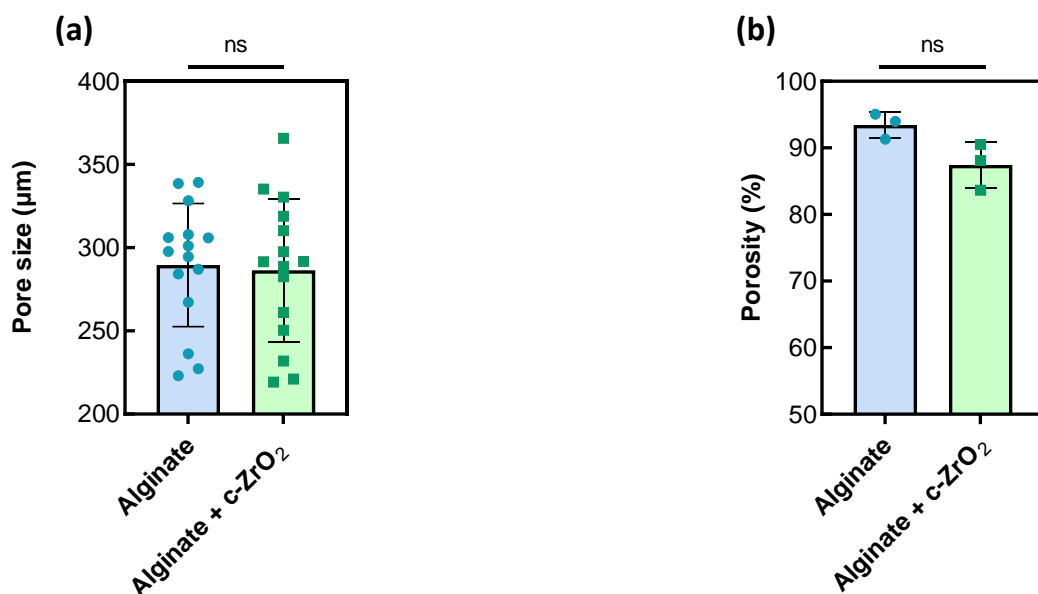 (a)
ns
400
350
300
250
200
Pore size (µm)
Alginate
Alginate + c-ZrO₂
(b)
ns
100
90
80
70
60
50
Porosity (%)
Alginate
Alginate + c-ZrO₂